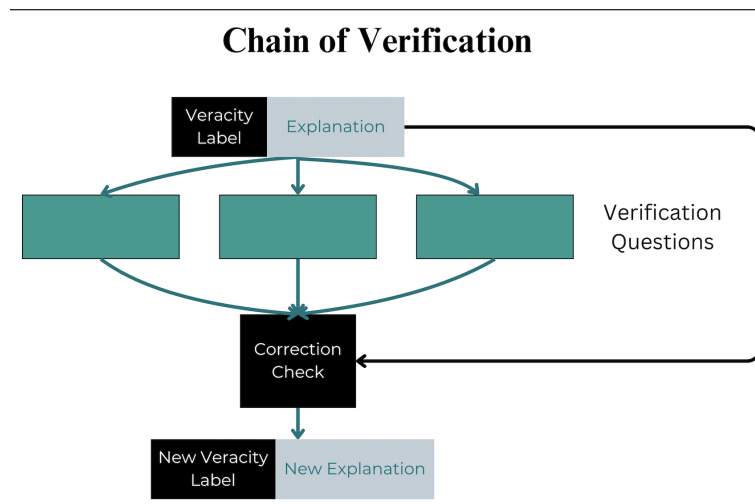 Chain of Verification
Veracity
Label
Explanation
Verification
Questions
Correction
Check
New Veracity
Label
New Explanation